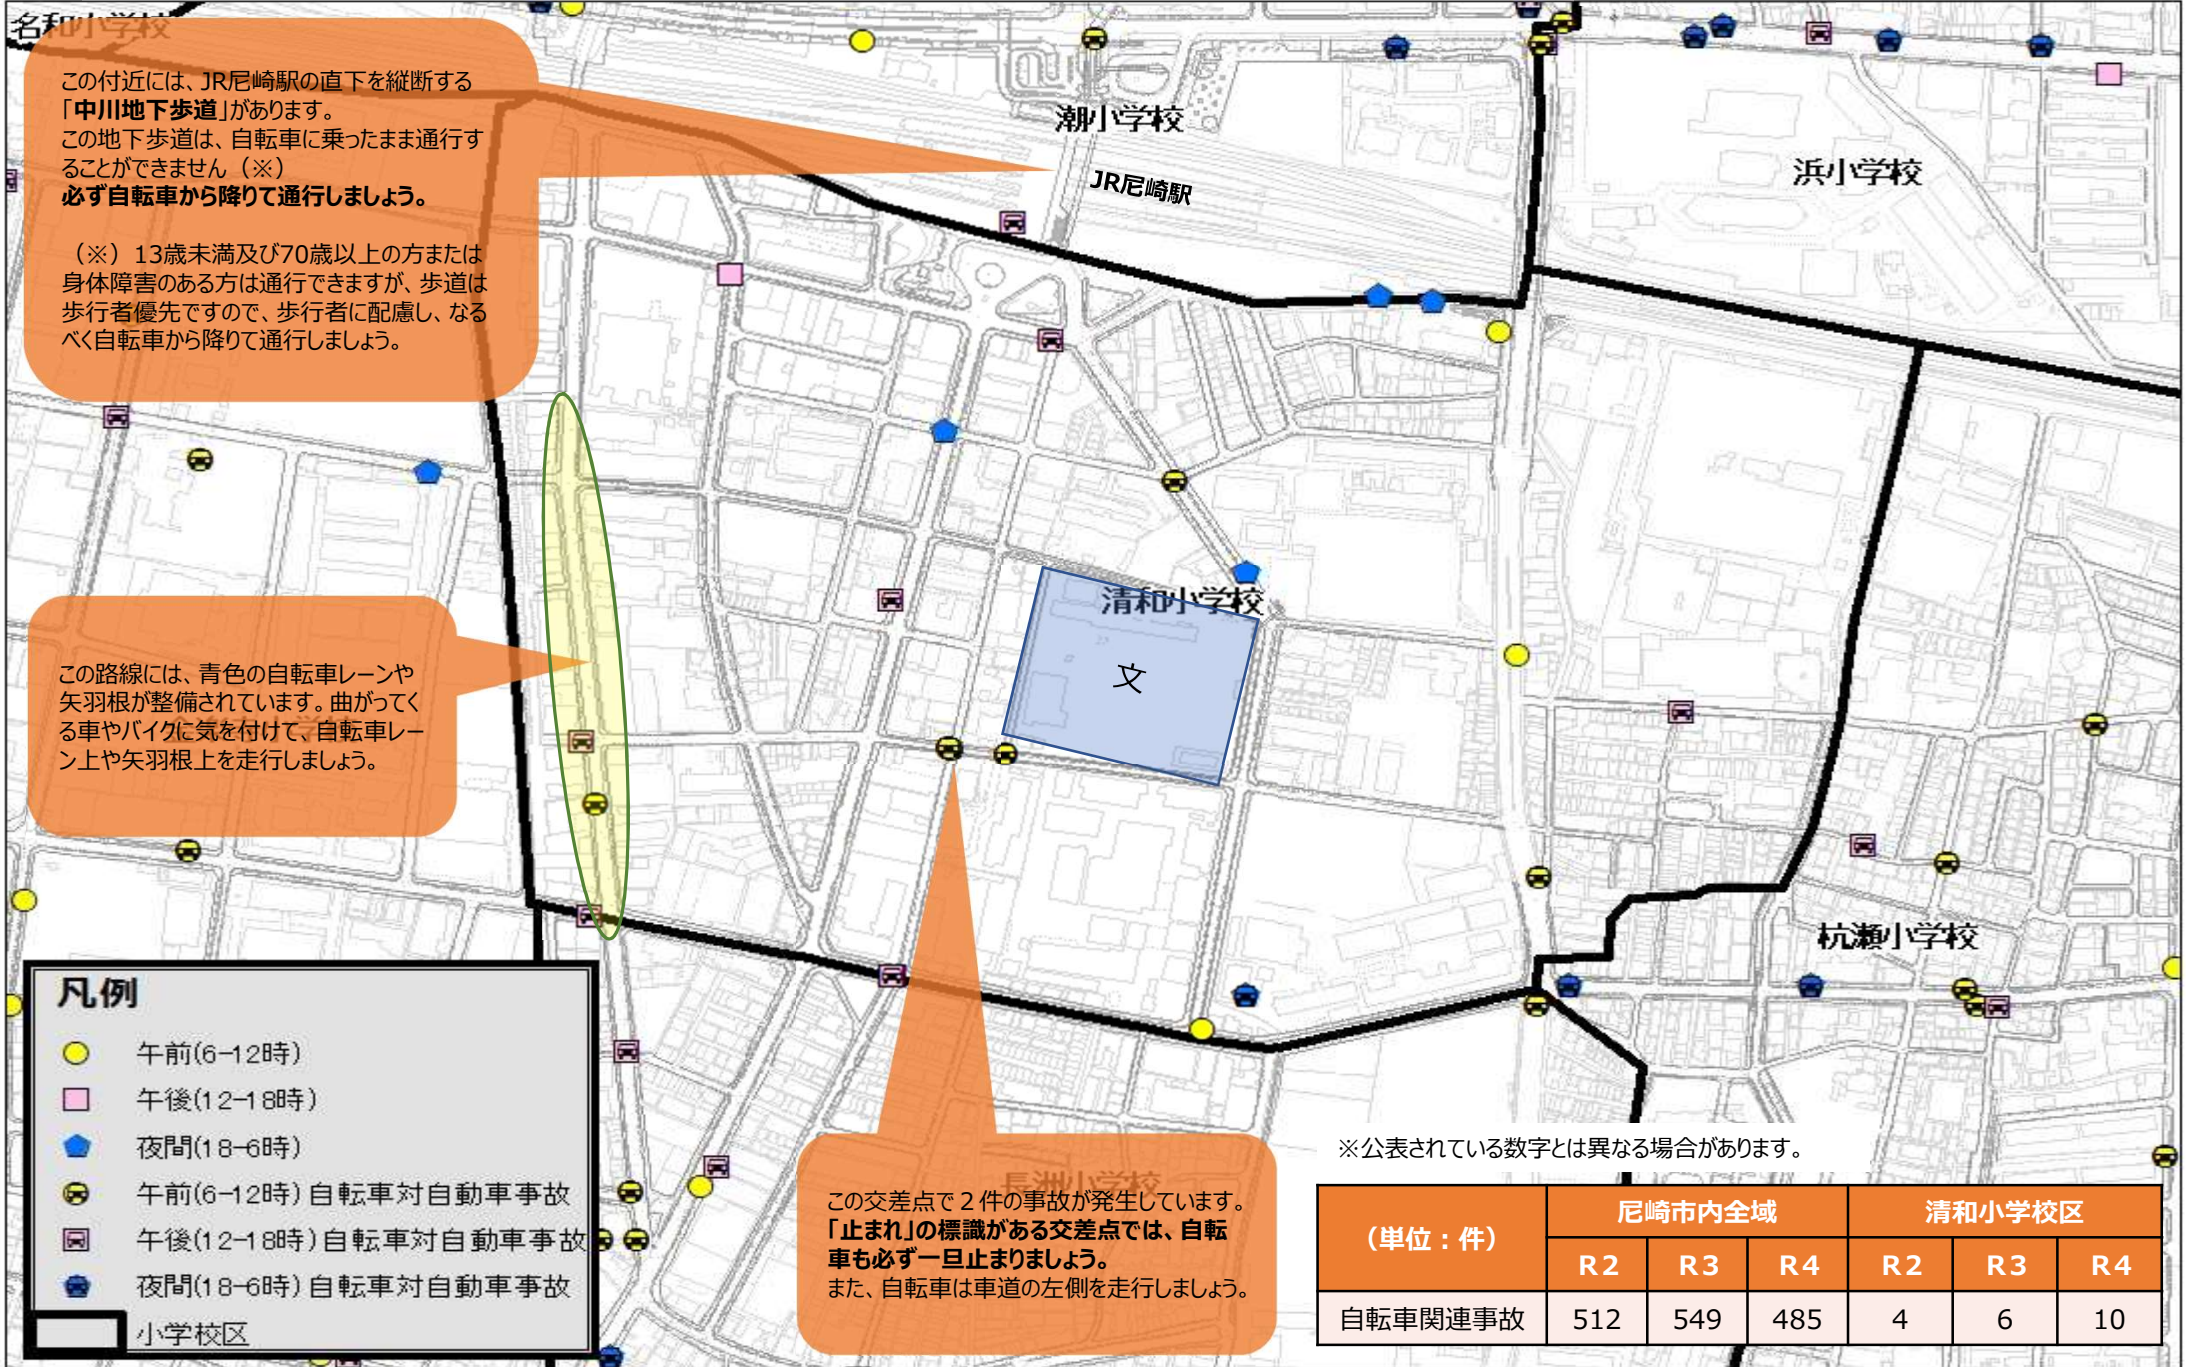 名和小学校
この付近には、JR尼崎駅の直下を縦断する
「中川地下歩道」があります。
この地下歩道は、自転車に乗ったまま通行す
ることができません（※）
必ず自転車から降りて通行しましょう。
（※）13歳未満及び70歳以上の方または
身体障害のある方は通行できますが、歩道は
歩行者優先ですので、歩行者に配慮し、なる
べく自転車から降りて通行しましょう。
潮小学校
JR尼崎駅
浜小学校
清和小学校
文
この路線には、青色の自転車レーンや
矢羽根が整備されています。曲がってく
る車やバイクに気を付けて、自転車レー
ン上や矢羽根上を走行しましょう。
杭瀬小学校
長洲小学校
この交差点で２件の事故が発生しています。
「止まれ」の標識がある交差点では、自転
車も必ず一旦止まりましょう。
また、自転車は車道の左側を走行しましょう。
凡例
午前(6-12時)
午後(12-18時)
夜間(18-6時)
午前(6-12時)自転車対自動車事故
午後(12-18時)自転車対自動車事故
夜間(18-6時)自転車対自動車事故
小学校区
※公表されている数字とは異なる場合があります。
（単位：件） 尼崎市内全域 清和小学校区
R2 R3 R4 R2 R3 R4
自転車関連事故 512 549 485 4 6 10